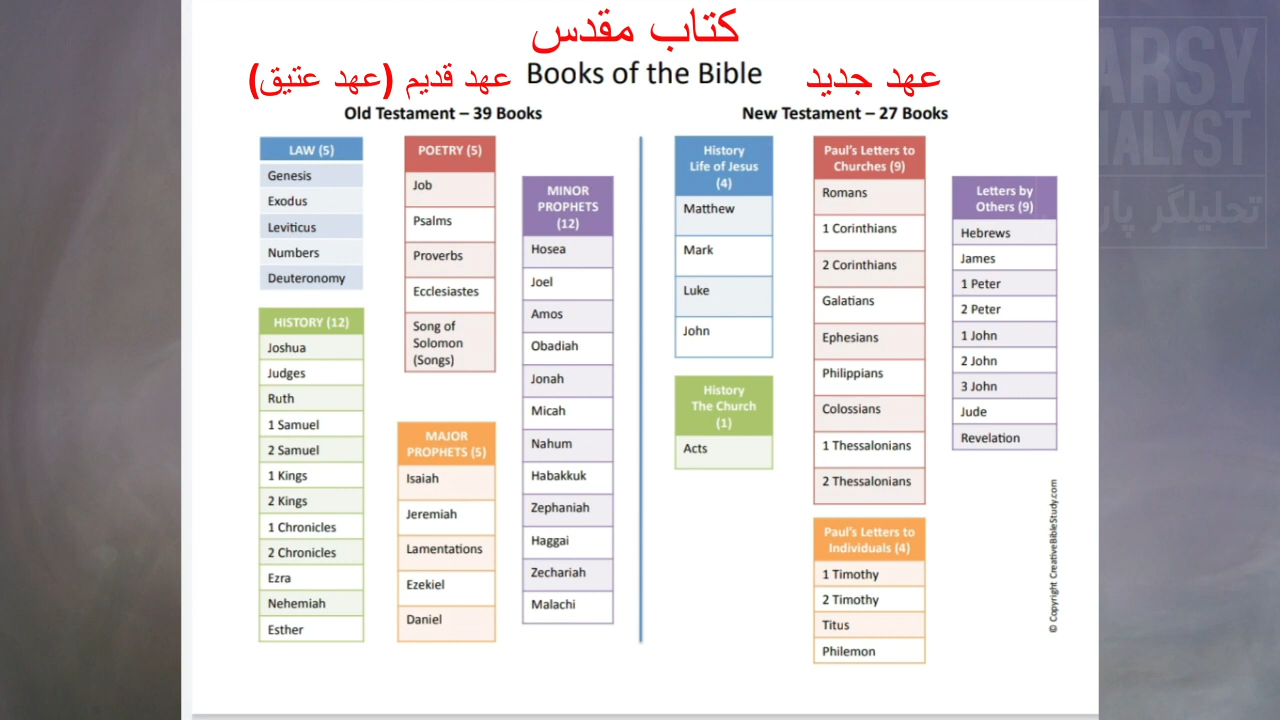 کتاب مقدس
عهد قدیم (عهد عتیق)
Books of the Bible
عهد جدید
Old Testament – 39 Books
LAW (5)
Genesis
Exodus
Leviticus
Numbers
Deuteronomy
HISTORY (12)
Joshua
Judges
Ruth
1 Samuel
2 Samuel
1 Kings
2 Kings
1 Chronicles
2 Chronicles
Ezra
Nehemiah
Esther
POETRY (5)
Job
Psalms
Proverbs
Ecclesiastes
Song of
Solomon
(Songs)
MAJOR
PROPHETS (5)
Isaiah
Jeremiah
Lamentations
Ezekiel
Daniel
MINOR
PROPHETS
(12)
Hosea
Joel
Amos
Obadiah
Jonah
Micah
Nahum
Habakkuk
Zephaniah
Haggai
Zechariah
Malachi
New Testament – 27 Books
History
Life of Jesus
(4)
Matthew
Mark
Luke
John
History
The Church
(1)
Acts
Paul's Letters to
Churches (9)
Romans
1 Corinthians
2 Corinthians
Galatians
Ephesians
Philippians
Colossians
1 Thessalonians
2 Thessalonians
Paul's Letters to
Individuals (4)
1 Timothy
2 Timothy
Titus
Philemon
Letters by
Others (9)
Hebrews
James
1 Peter
2 Peter
1 John
2 John
3 John
Jude
Revelation
© Copyright CreativeBibleStudy.com
ARSY
NALYST
تحلیلگر